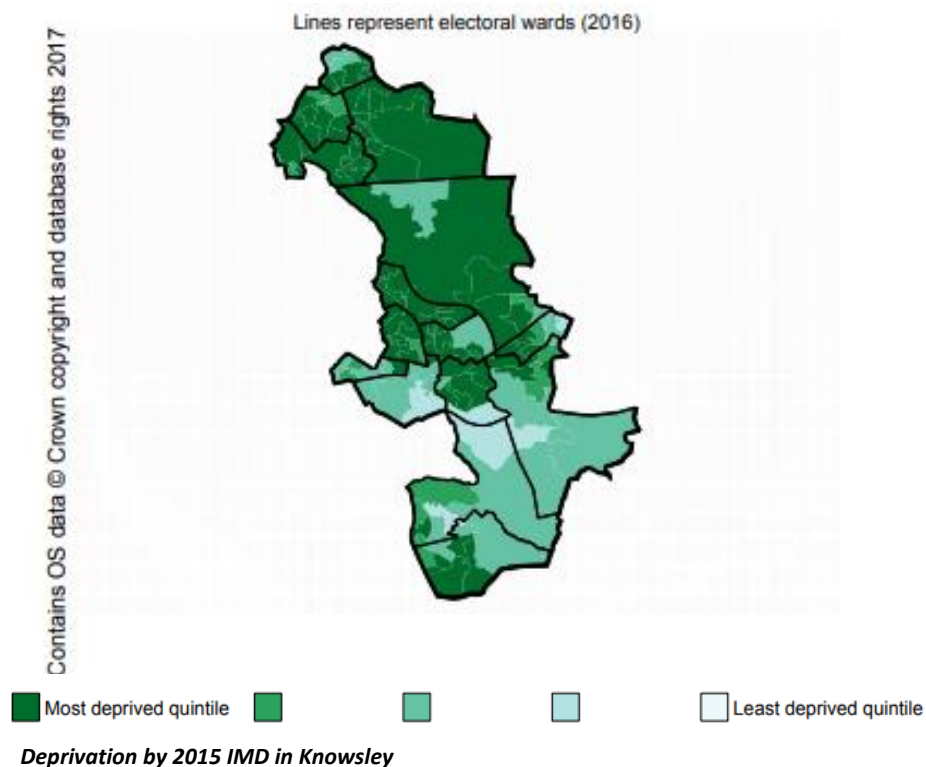 Lines represent electoral wards (2016)
Contains OS data © Crown copyright and database rights 2017
Most deprived quintile
Least deprived quintile
Deprivation by 2015 IMD in Knowsley